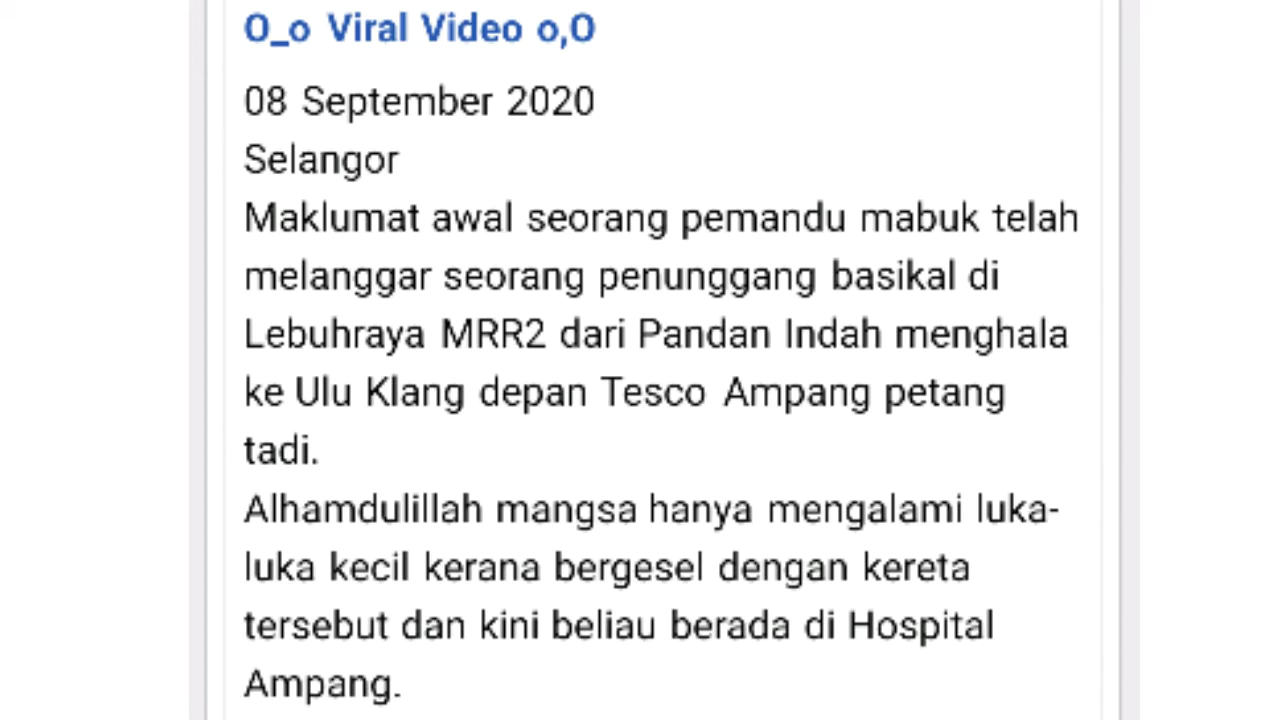 O_o Viral Video o,O
08 September 2020
Selangor
Maklumat awal seorang pemandu mabuk telah
melanggar seorang penunggang basikal di
Lebuhraya MRR2 dari Pandan Indah menghala
ke Ulu Klang depan Tesco Ampang petang
tadi.
Alhamdulillah mangsa hanya mengalami luka-
luka kecil kerana bergesel dengan kereta
tersebut dan kini beliau berada di Hospital
Ampang.